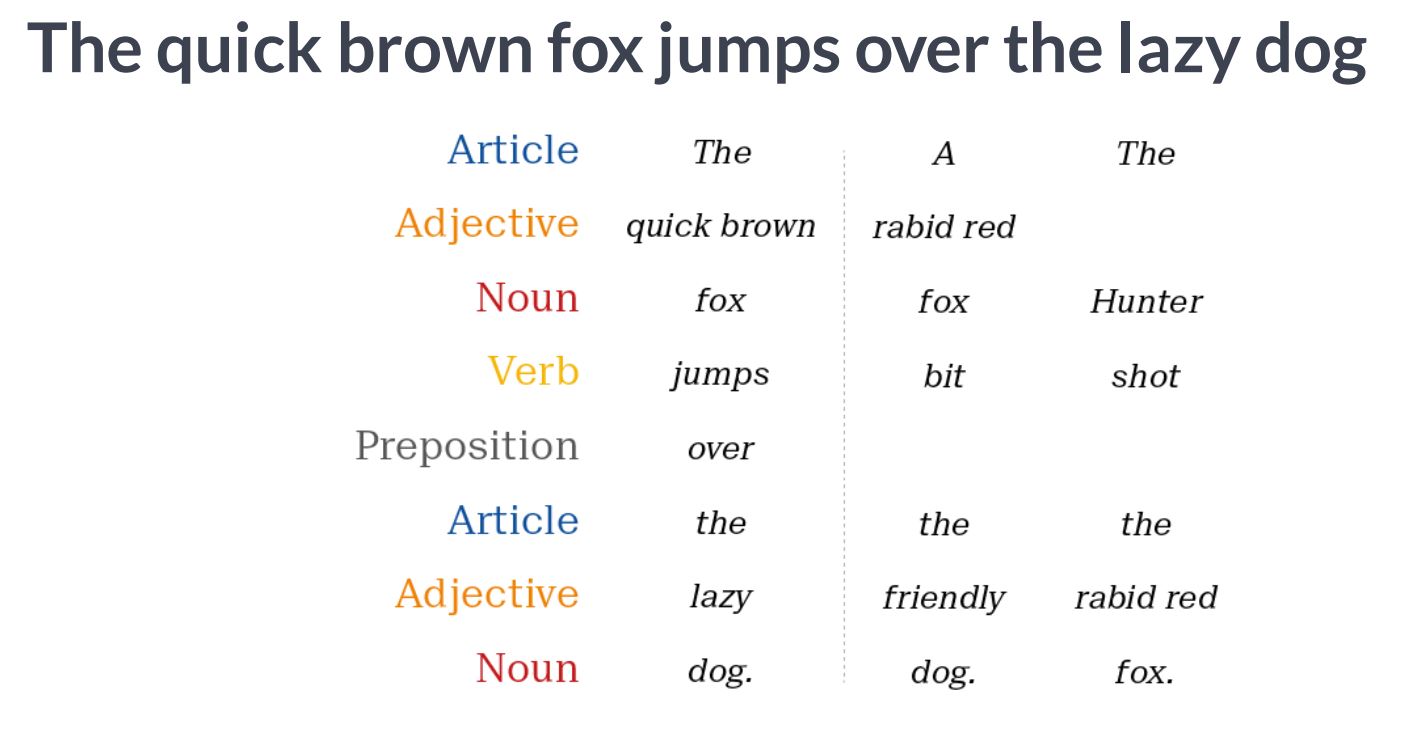 The quick brown fox jumps over the lazy dog
Article The A The
Adjective quick brown rabid red
Noun fox fox Hunter
Verb jumps bit shot
Preposition over
Article the the the
Adjective lazy friendly rabid red
Noun dog. dog. fox.